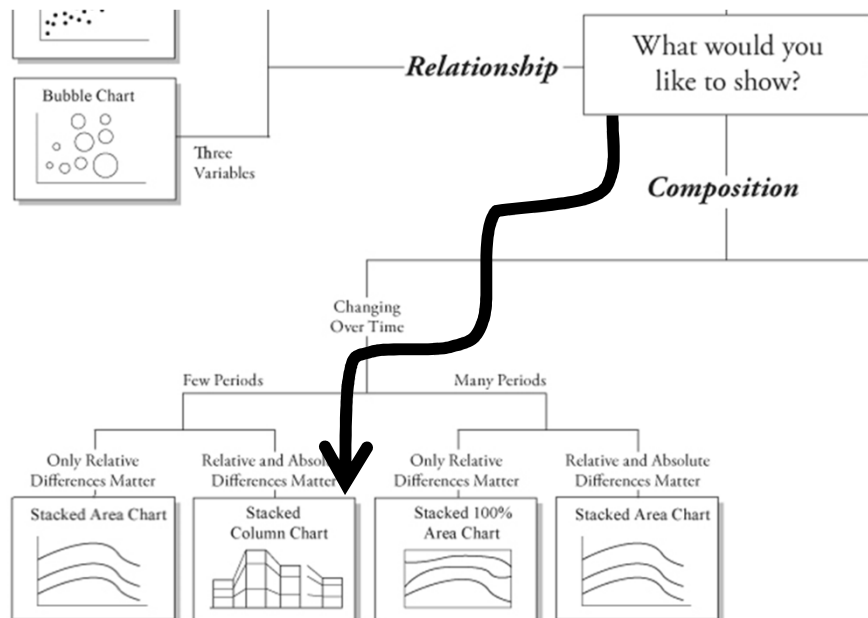 What would you
like to show?
Relationship
Bubble Chart
Three
Variables
Composition
Changing
Over Time
Few Periods
Many Periods
Only Relative
Differences Matter
Relative and
Differences Matter
Only Relative
Differences Matter
Relative and Absolute
Differences Matter
Stacked Area Chart
Stacked
Column Chart
Stacked 100%
Area Chart
Stacked Area Chart